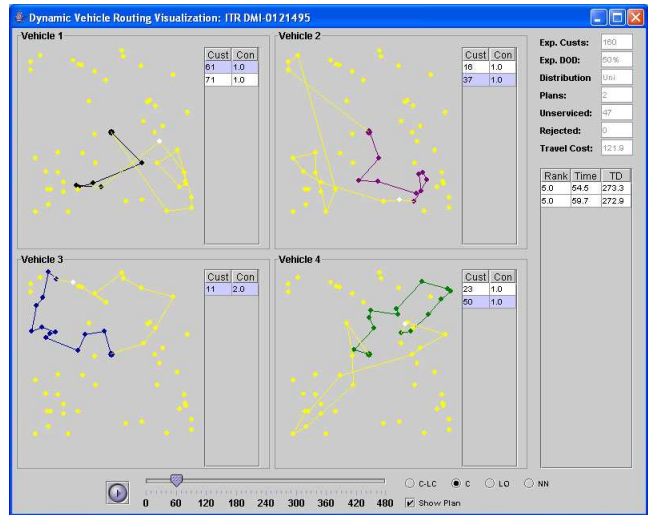 Dynamic Vehicle Routing Visualization: ITR DMI-0121495
Vehicle 1
Cust Con
61 1.0
71 1.0
Vehicle 2
Cust Con
16 1.0
37 1.0
Exp. Custs: 160
Exp. DOD: 50%
Distribution Uni
Plans: 2
Unserviced: 47
Rejected: 0
Travel Cost: 121.9
Rank Time TD
5.0 54.5 273.3
5.0 59.7 272.9
Vehicle 3
Cust Con
11 2.0
Vehicle 4
Cust Con
23 1.0
50 1.0
C-LC C LO NN
0 60 120 180 240 300 360 420 480
Show Plan